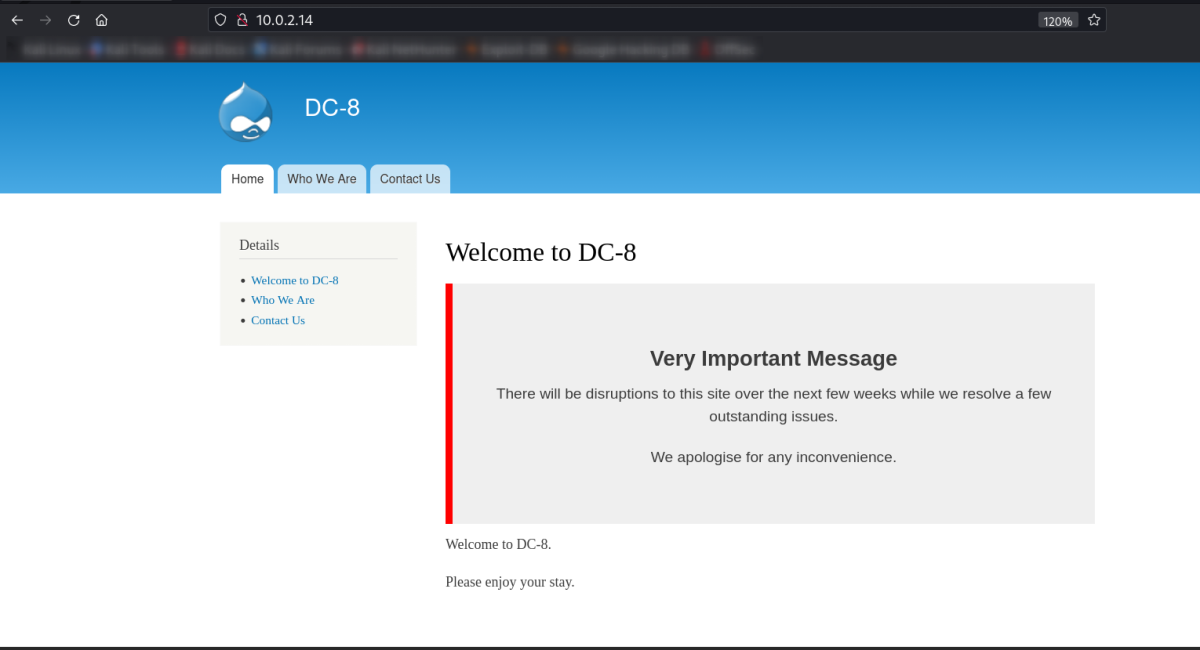 10.0.2.14
120%
DC-8
Home
Who We Are
Contact Us
Details
Welcome to DC-8
Who We Are
Contact Us
Welcome to DC-8
Very Important Message
There will be disruptions to this site over the next few weeks while we resolve a few
outstanding issues.
We apologise for any inconvenience.
Welcome to DC-8.
Please enjoy your stay.